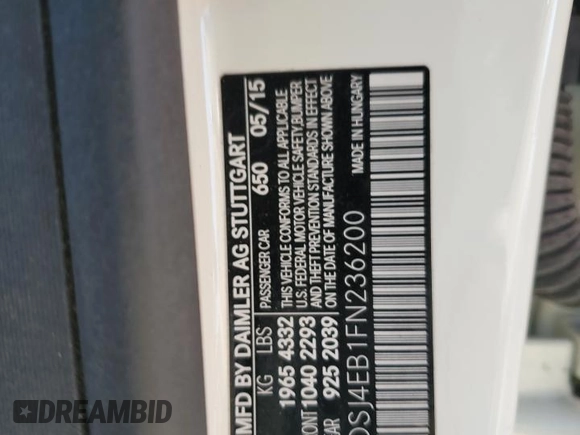 MFD BY DAIMLER AG STUTTGART
KG LBS PASSENGER CAR 650 05/15
1965 4332
1040 2293
925 2039
THIS VEHICLE CONFORMS TO ALL APPLICABLE
U.S. FEDERAL MOTOR VEHICLE SAFETY, BUMPER
AND THEFT PREVENTION STANDARDS IN EFFECT
ON THE DATE OF MANUFACTURE SHOWN ABOVE
MADE IN HUNGARY
SJ4EB1FN236200
DREAMBID
DREAMBID